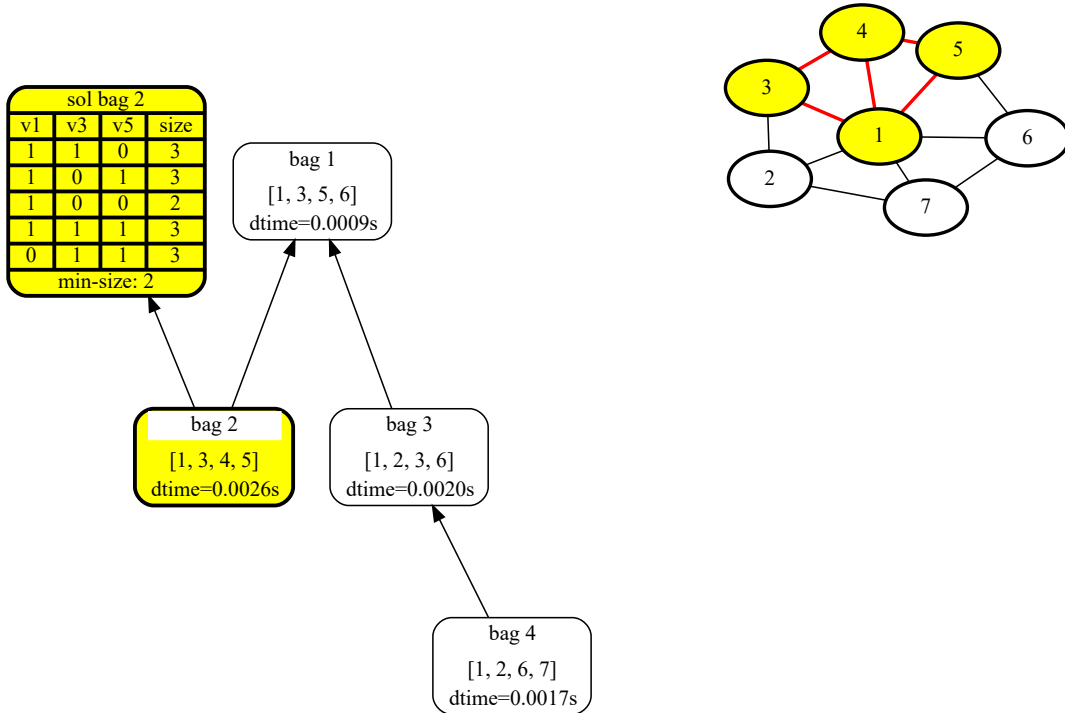 sol bag 2
v1 v3 v5 size
1 1 0 3
1 0 1 3
1 0 0 2
1 1 1 3
0 1 1 3
min-size: 2
bag 1
[1, 3, 5, 6]
dtime=0.0009s
bag 2
[1, 3, 4, 5]
dtime=0.0026s
bag 3
[1, 2, 3, 6]
dtime=0.0020s
bag 4
[1, 2, 6, 7]
dtime=0.0017s
4
5
3
1
6
2
7